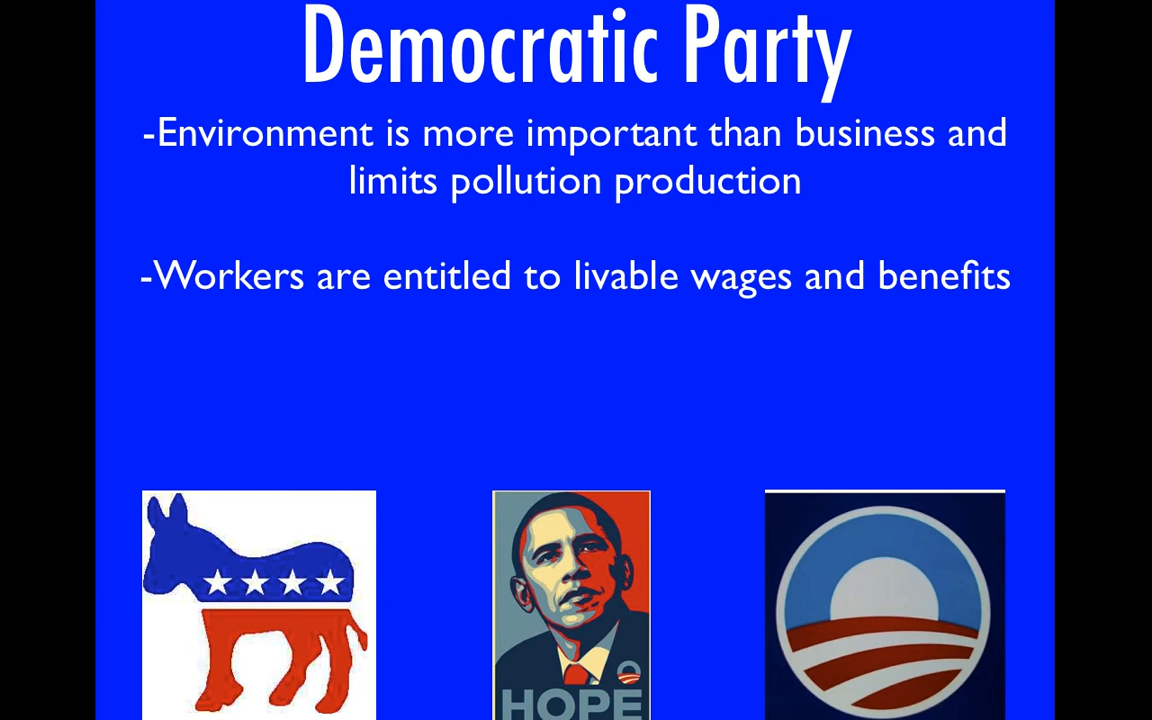 Democratic Party
-Environment is more important than business and
limits pollution production
-Workers are entitled to livable wages and benefits
HOPE